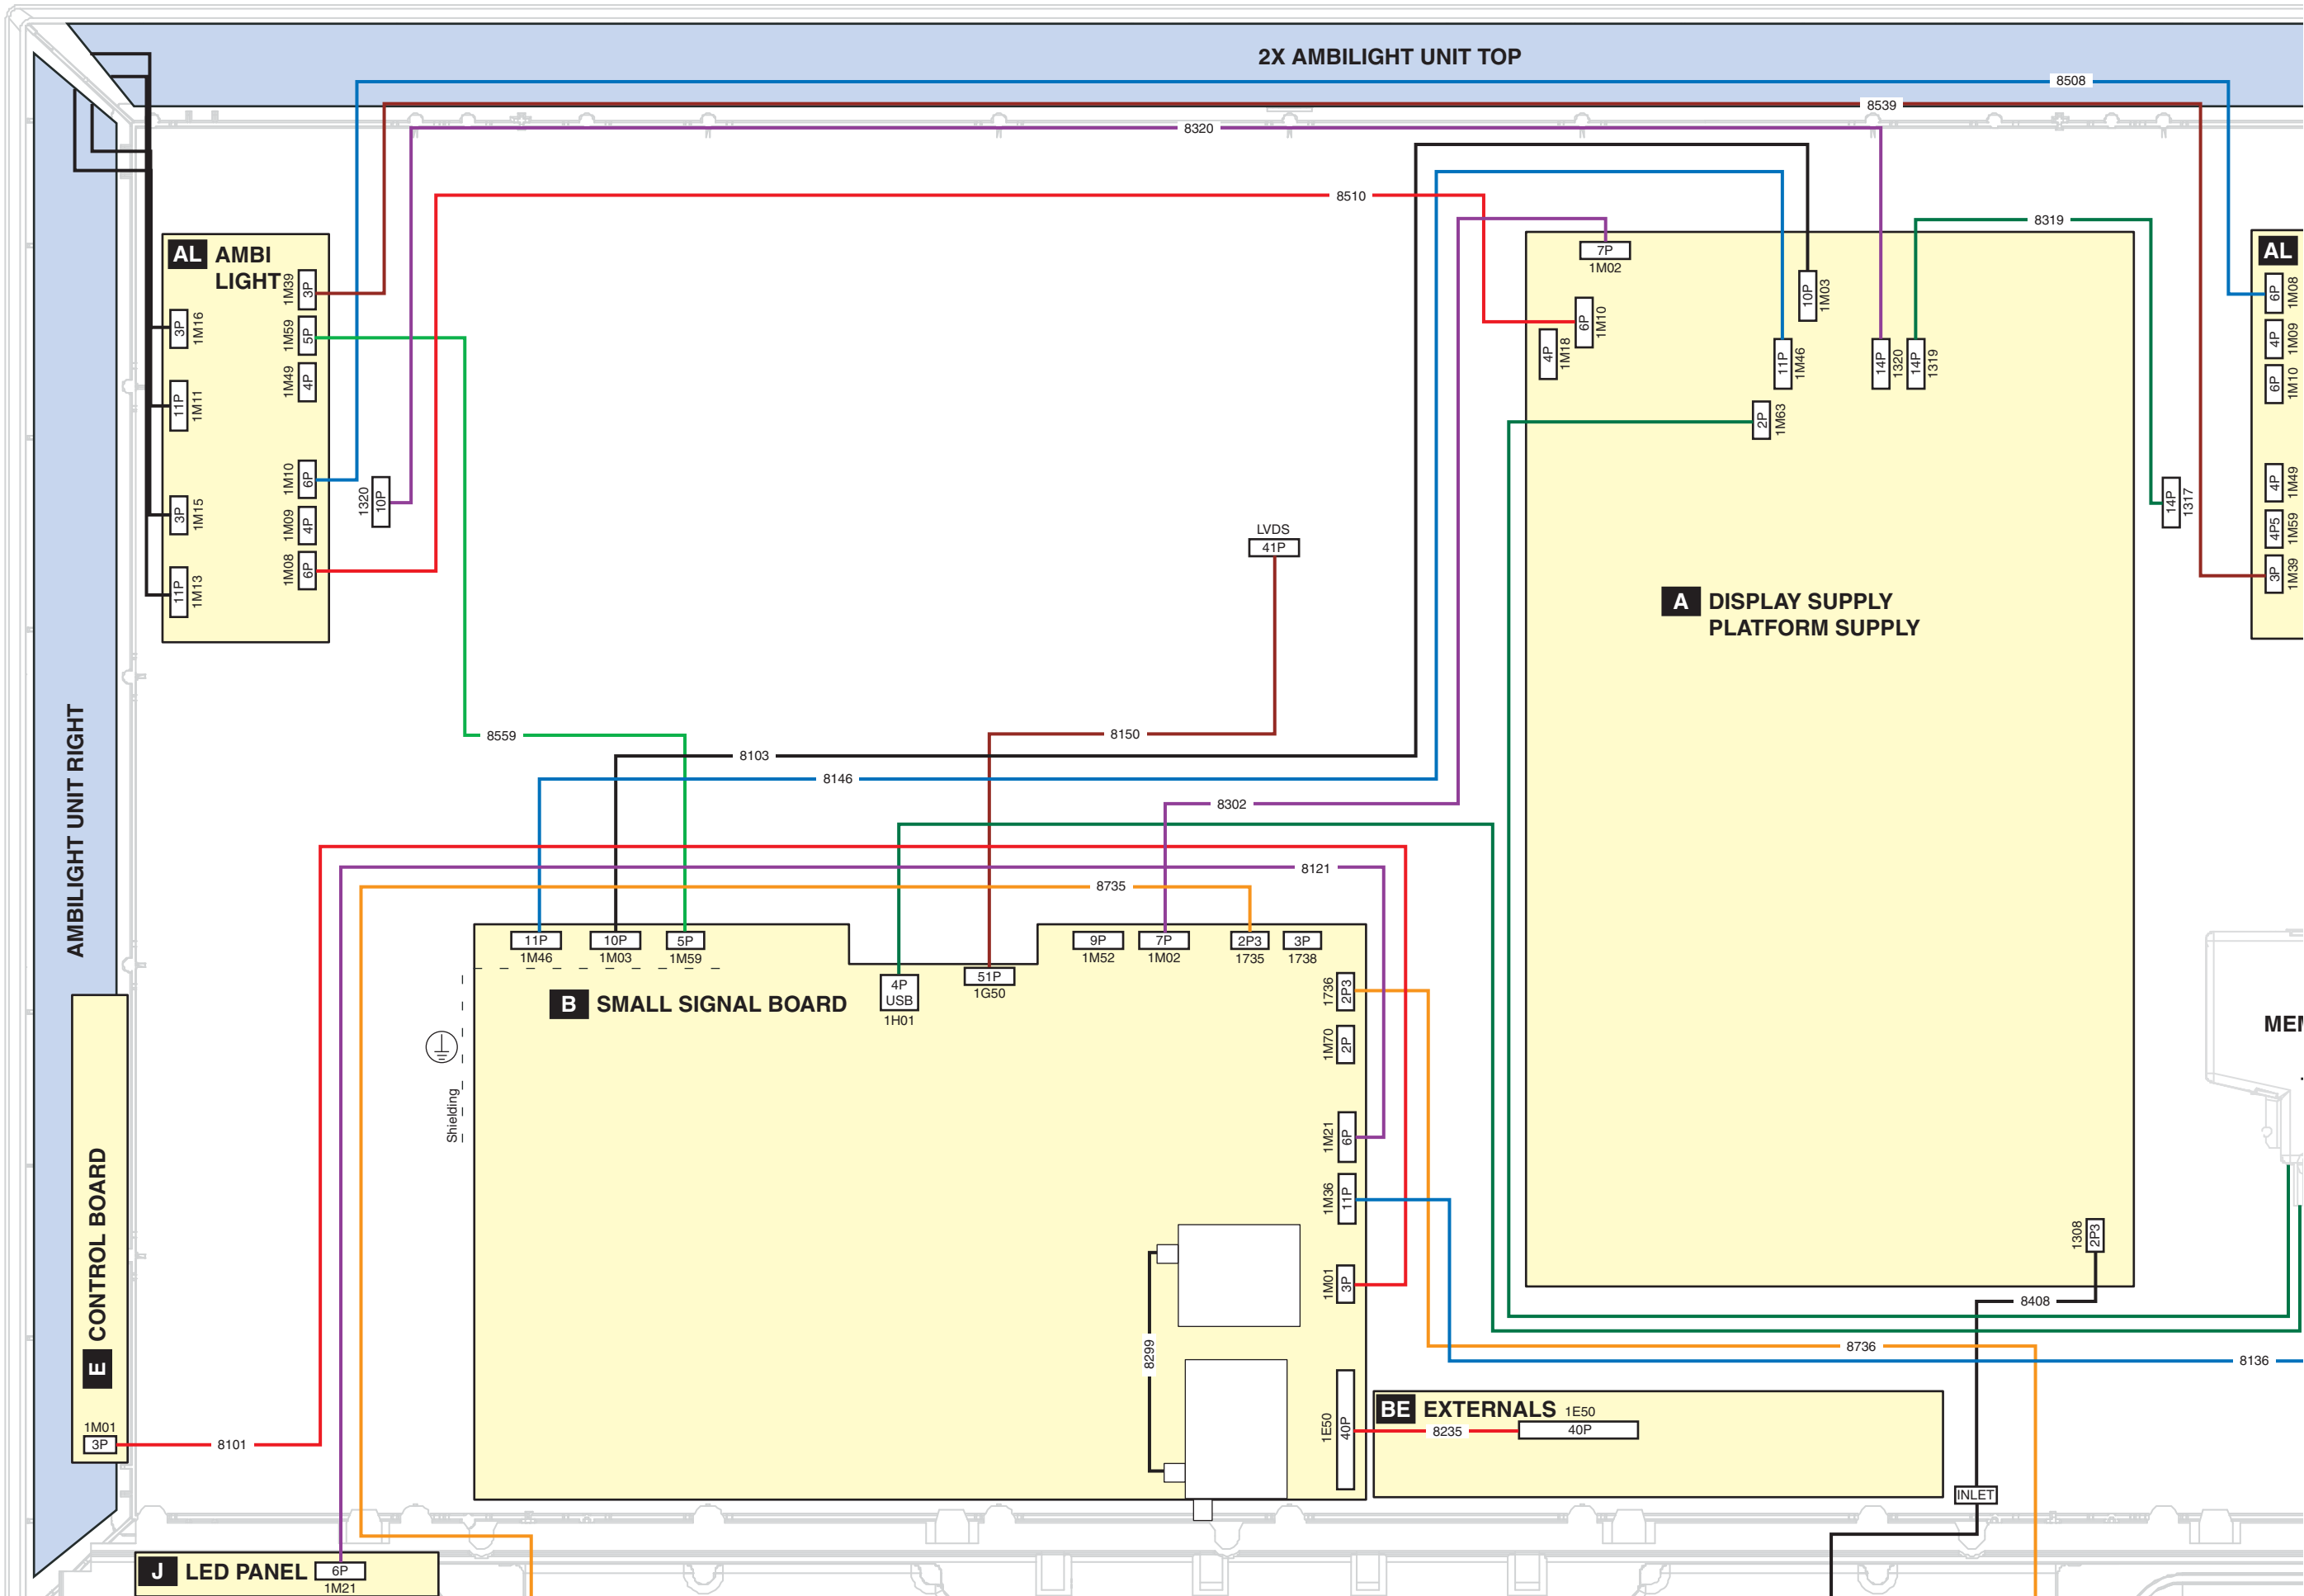 2X AMBILIGHT UNIT TOP
8508
8539
8320
8510
8319
AL AMBI
LIGHT
3P 1M39
5P 1M59
4P 1M49
6P 1M10
4P 1M09
6P 1M08
3P 1M16
11P 1M11
3P 1M15
11P 1M13
1320 10P
7P
1M02
6P 1M10
4P 1M18
10P 1M03
11P 1M46
14P 1320
14P 1319
2P 1M63
14P 1317
AL
6P 1M08
4P 1M09
6P 1M10
4P 1M49
4P5 1M59
3P 1M39
LVDS
41P
A DISPLAY SUPPLY
PLATFORM SUPPLY
AMBILIGHT UNIT RIGHT
8559
8150
8103
8146
8302
8121
8735
11P
1M46
10P
1M03
5P
1M59
9P
1M52
7P
1M02
2P3
1735
3P
1738
B SMALL SIGNAL BOARD
4P
USB
1H01
51P
1G50
1736 2P3
1M70 2P
1M21 6P
1M36 11P
1M01 3P
1E50 40P
Shielding
8299
1308 2P3
8408
8736
8136
E CONTROL BOARD
1M01
3P
8101
BE EXTERNALS 1E50
40P
8235
INLET
J LED PANEL 6P
1M21